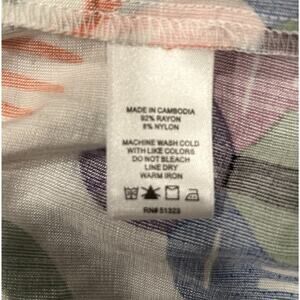 MADE IN CAMBODIA
92% RAYON
8% NYLON
MACHINE WASH COLD
WITH LIKE COLORS
DO NOT BLEACH
LINE DRY
WARM IRON
RN# 51323